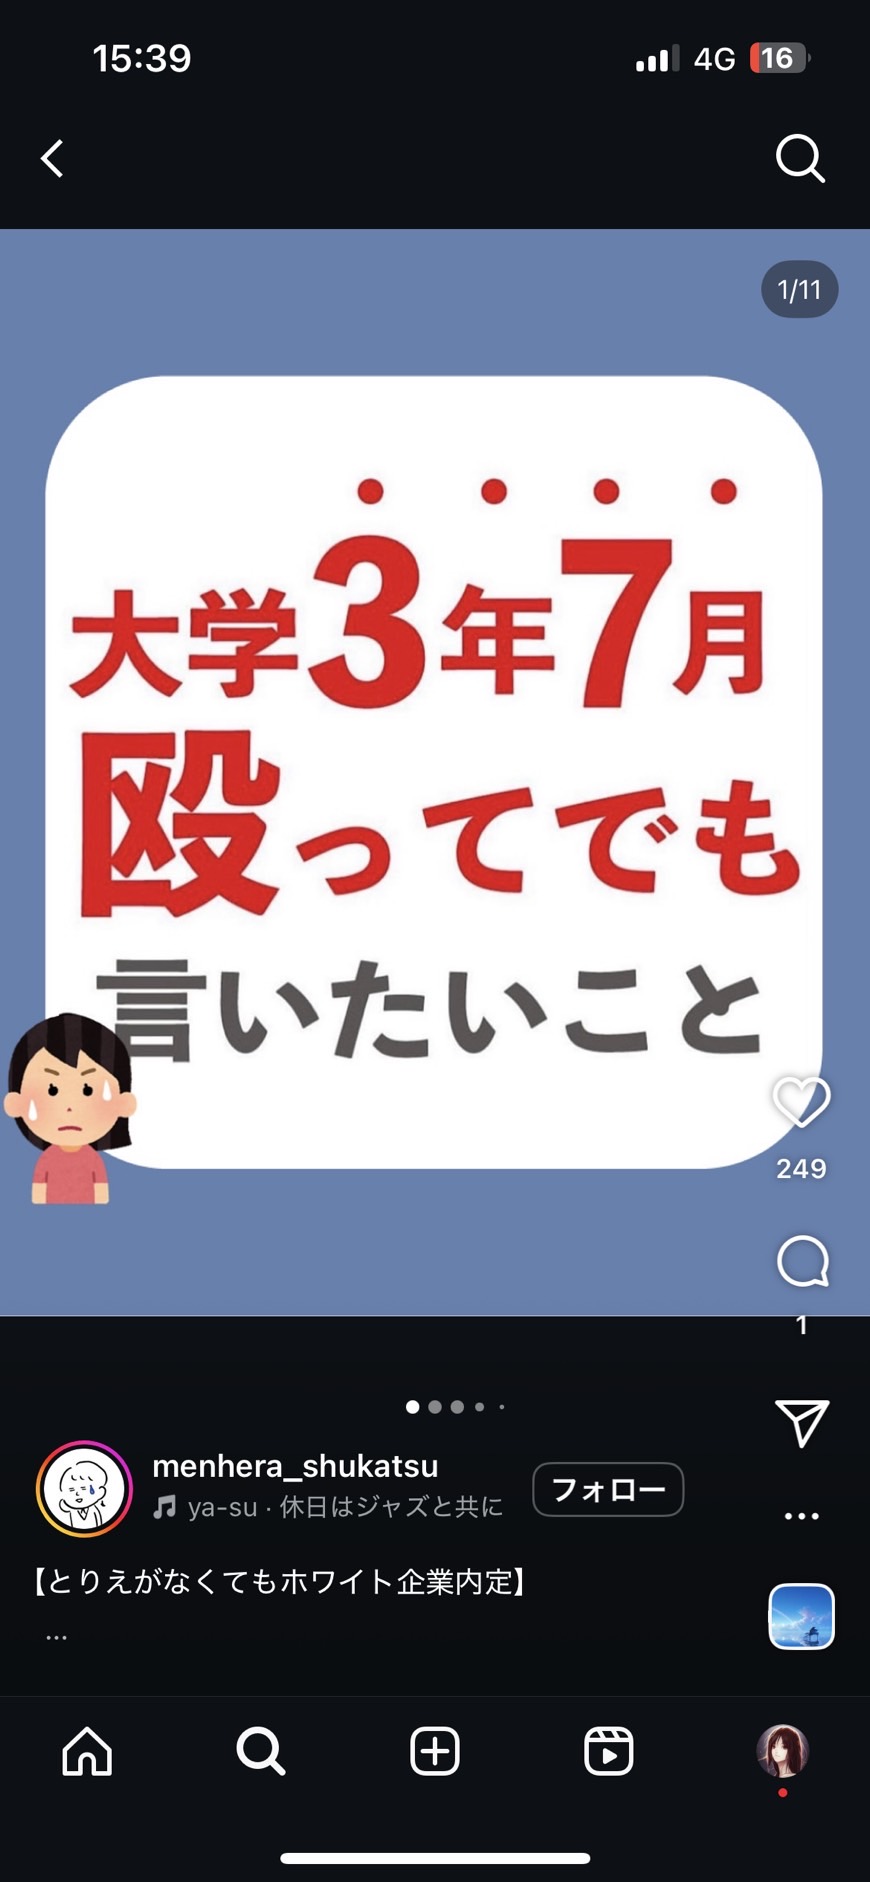 15:39
4G 16
1/11
大学3年7月
殴ってでも
言いたいこと
249
1
menhera_shukatsu
ya-su · 休日はジャズと共に
フォロー
【とりえがなくてもホワイト企業内定】
...